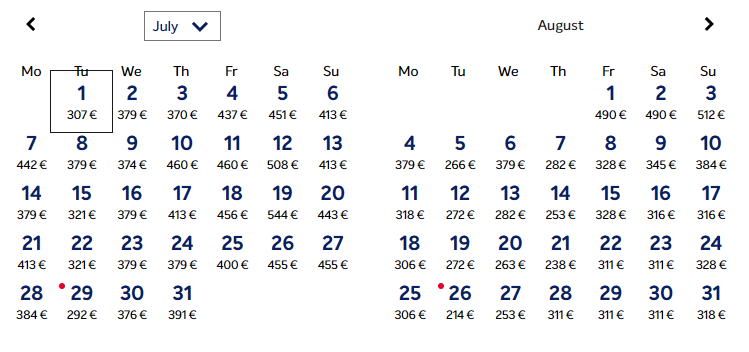 July
August
Mo Tu We Th Fr Sa Su
Mo Tu We Th Fr Sa Su
1 2 3 4 5 6
307 € 379 € 370 € 437 € 451 € 413 €
7 8 9 10 11 12 13
442 € 379 € 374 € 460 € 460 € 508 € 413 €
14 15 16 17 18 19 20
379 € 321 € 379 € 413 € 456 € 544 € 443 €
21 22 23 24 25 26 27
413 € 321 € 379 € 379 € 400 € 455 € 455 €
28 29 30 31
384 € 292 € 376 € 391 €
1 2 3
490 € 490 € 512 €
4 5 6 7 8 9 10
379 € 266 € 379 € 282 € 328 € 345 € 384 €
11 12 13 14 15 16 17
318 € 272 € 282 € 253 € 328 € 316 € 316 €
18 19 20 21 22 23 24
306 € 272 € 263 € 238 € 311 € 311 € 328 €
25 26 27 28 29 30 31
306 € 214 € 253 € 311 € 311 € 311 € 318 €